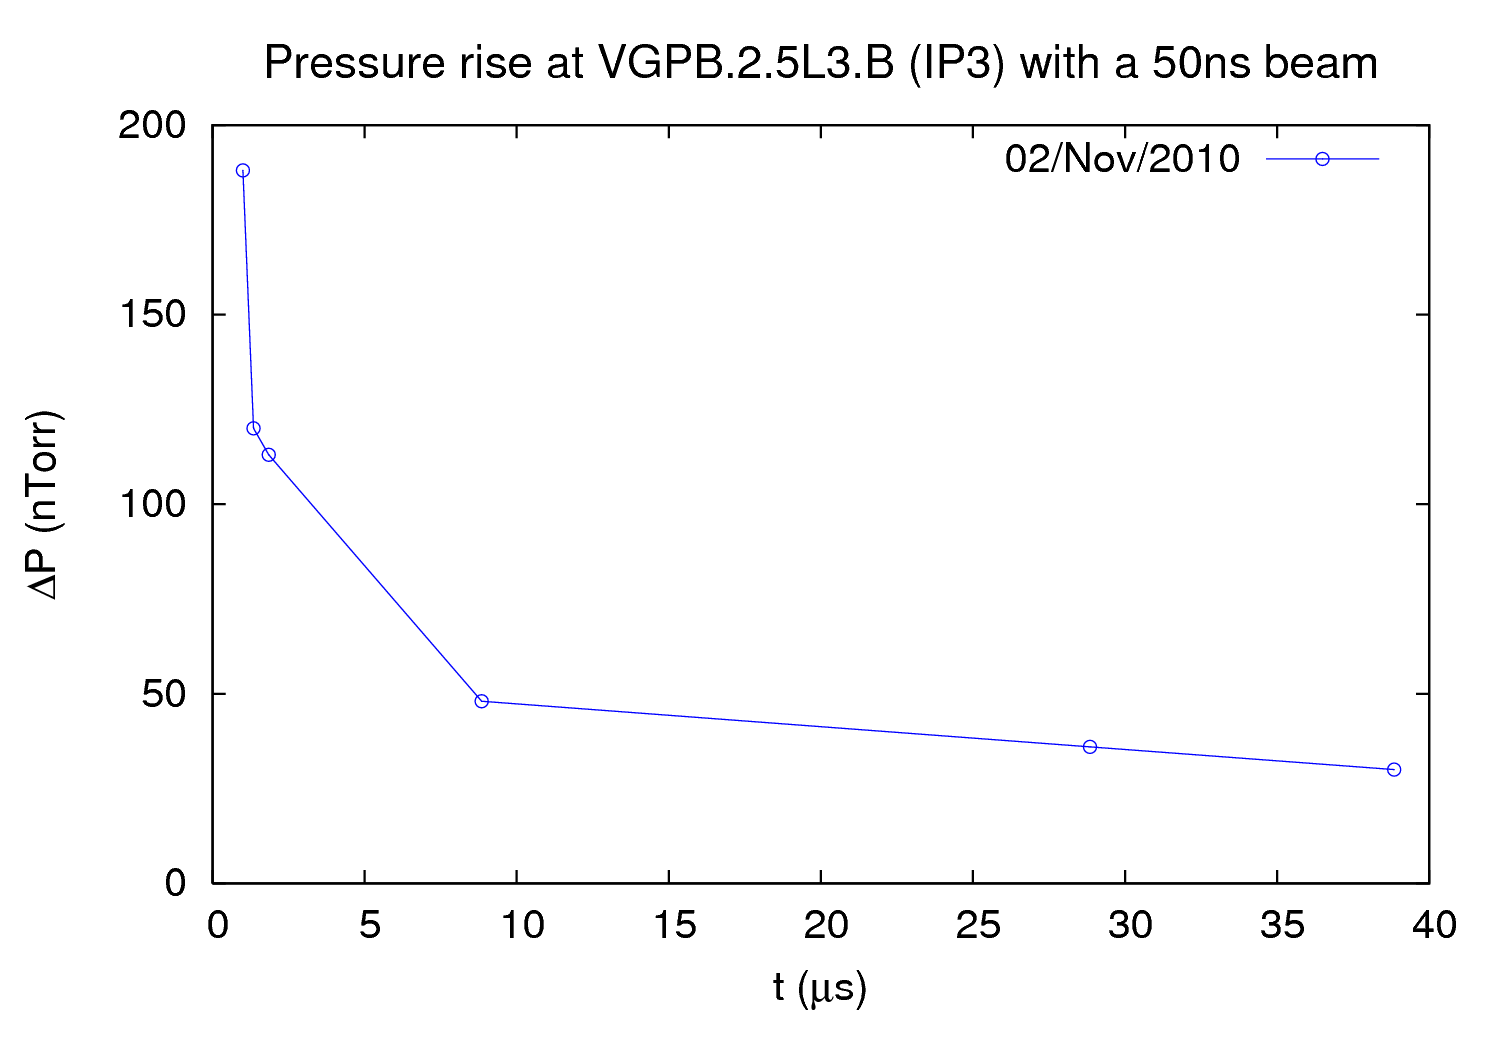 Pressure rise at VGPB.2.5L3.B (IP3) with a 50ns beam
200
150
100
50
0
ΔP (nTorr)
02/Nov/2010
0 5 10 15 20 25 30 35 40
t (μs)